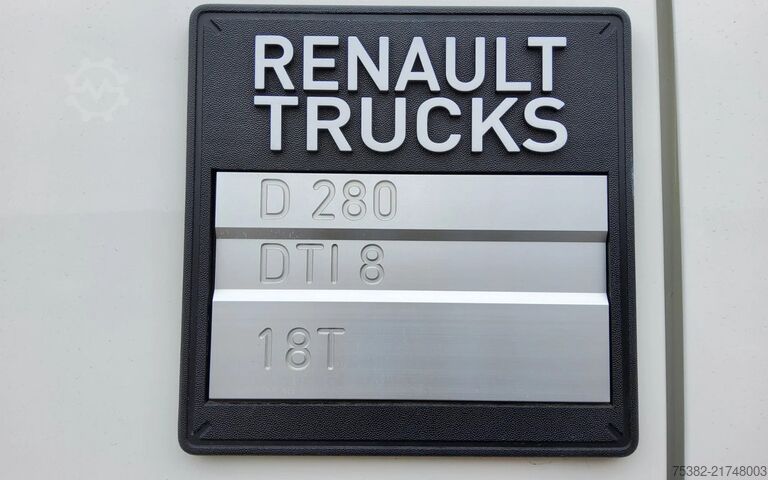 RENAULT
TRUCKS
D 280
DTI 8
18T
75382-21748003